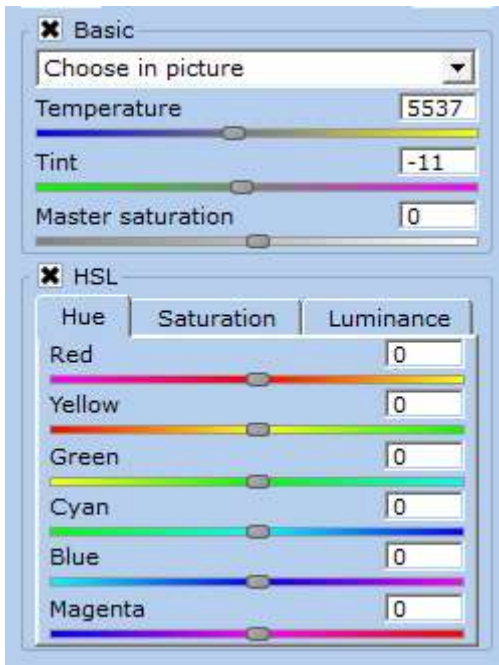 Basic
Choose in picture
Temperature 5537
Tint -11
Master saturation 0
HSL
Hue Saturation Luminance
Red 0
Yellow 0
Green 0
Cyan 0
Blue 0
Magenta 0